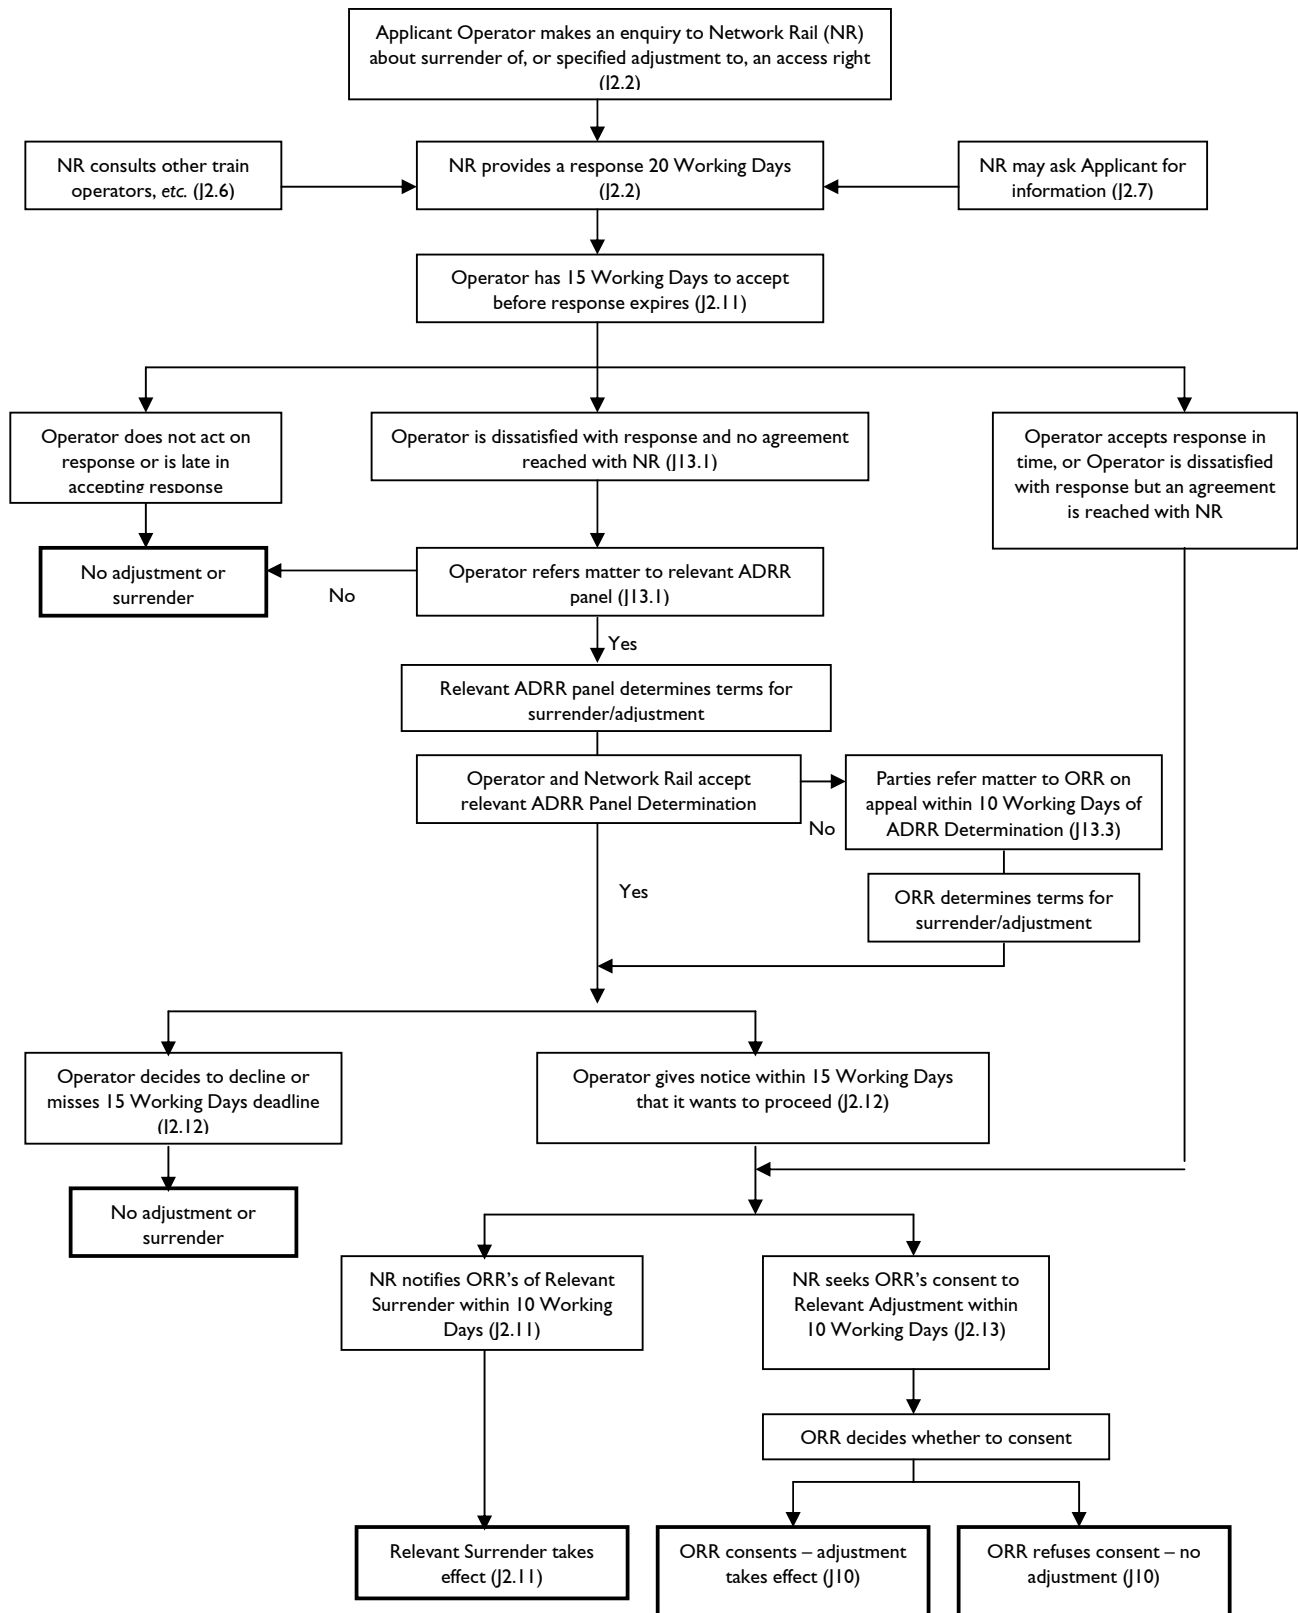 Applicant Operator makes an enquiry to Network Rail (NR)
about surrender of, or specified adjustment to, an access right
(J2.2)
NR consults other train
operators, etc. (J2.6)
NR provides a response 20 Working Days
(J2.2)
NR may ask Applicant for
information (J2.7)
Operator has 15 Working Days to accept
before response expires (J2.11)
Operator does not act on
response or is late in
accepting response
Operator is dissatisfied with response and no agreement
reached with NR (J13.1)
Operator accepts response in
time, or Operator is dissatisfied
with response but an agreement
is reached with NR
No adjustment or
surrender
No
Operator refers matter to relevant ADRR
panel (J13.1)
Yes
Relevant ADRR panel determines terms for
surrender/adjustment
Operator and Network Rail accept
relevant ADRR Panel Determination
No
Parties refer matter to ORR on
appeal within 10 Working Days of
ADRR Determination (J13.3)
Yes
ORR determines terms for
surrender/adjustment
Operator decides to decline or
misses 15 Working Days deadline
(J2.12)
Operator gives notice within 15 Working Days
that it wants to proceed (J2.12)
No adjustment or
surrender
NR notifies ORR's of Relevant
Surrender within 10 Working
Days (J2.11)
NR seeks ORR's consent to
Relevant Adjustment within
10 Working Days (J2.13)
ORR decides whether to consent
Relevant Surrender takes
effect (J2.11)
ORR consents – adjustment
takes effect (J10)
ORR refuses consent – no
adjustment (J10)